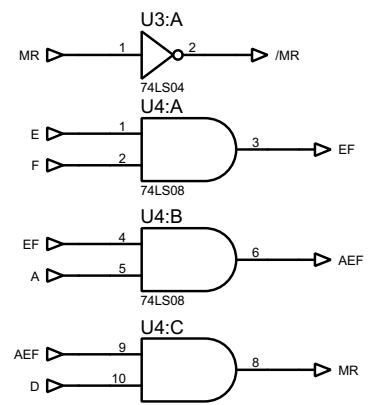 U3:A
MR 1 2 /MR
74LS04
U4:A
E 1
3 EF
F 2
74LS08
U4:B
EF 4
6 AEF
A 5
74LS08
U4:C
AEF 9
8 MR
D 10